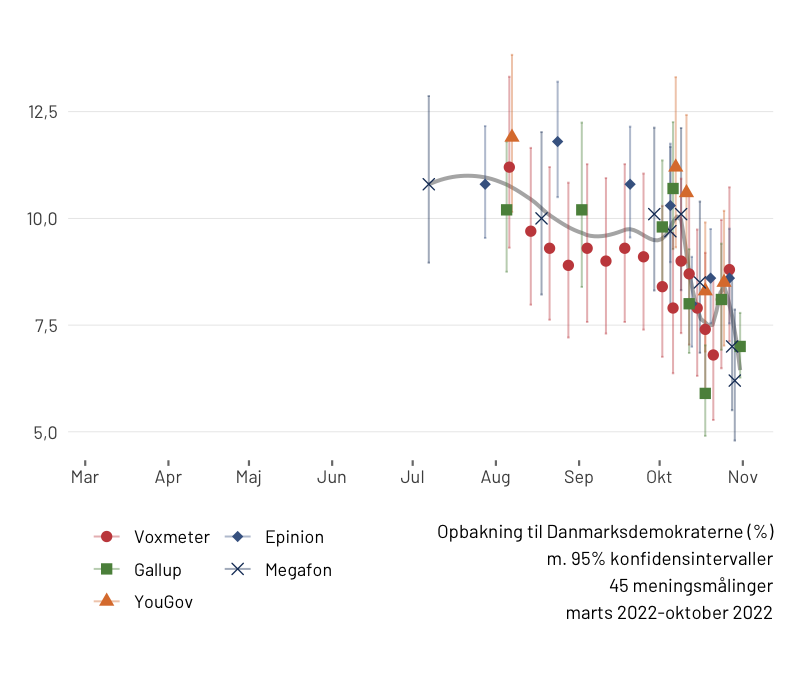 12,5
10,0
7,5
5,0
Mar Apr Maj Jun Jul Aug Sep Okt Nov
Voxmeter Epinion
Gallup Megafon
YouGov
Opbakning til Danmarksdemokraterne (%)
m. 95% konfidensintervaller
45 meningsmålinger
marts 2022-oktober 2022